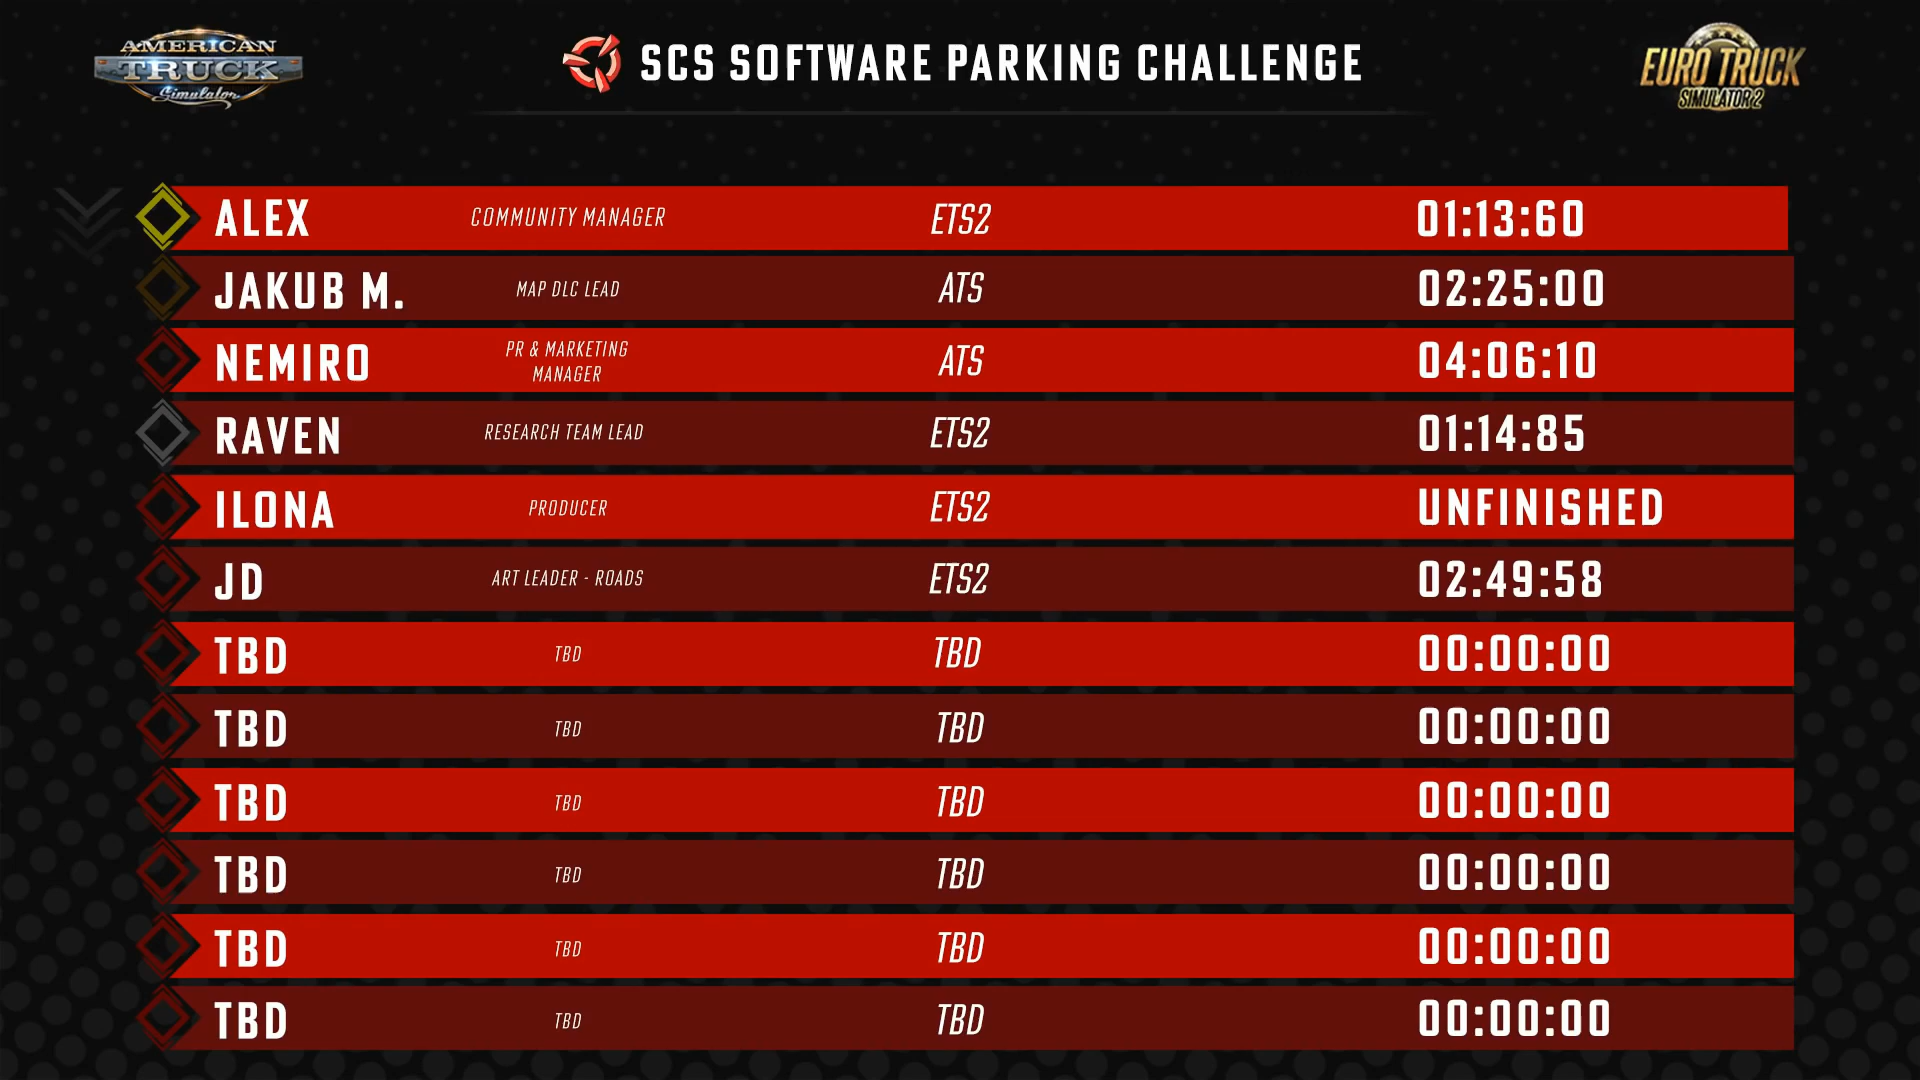 AMERICAN
TRUCK
Simulator
SCS SOFTWARE PARKING CHALLENGE
EURO TRUCK
SIMULATOR 2
ALEX COMMUNITY MANAGER ETS2 01:13:60
JAKUB M. MAP DLC LEAD ATS 02:25:00
NEMIRO PR & MARKETING MANAGER ATS 04:06:10
RAVEN RESEARCH TEAM LEAD ETS2 01:14:85
ILONA PRODUCER ETS2 UNFINISHED
JD ART LEADER - ROADS ETS2 02:49:58
TBD TBD TBD 00:00:00
TBD TBD TBD 00:00:00
TBD TBD TBD 00:00:00
TBD TBD TBD 00:00:00
TBD TBD TBD 00:00:00
TBD TBD TBD 00:00:00